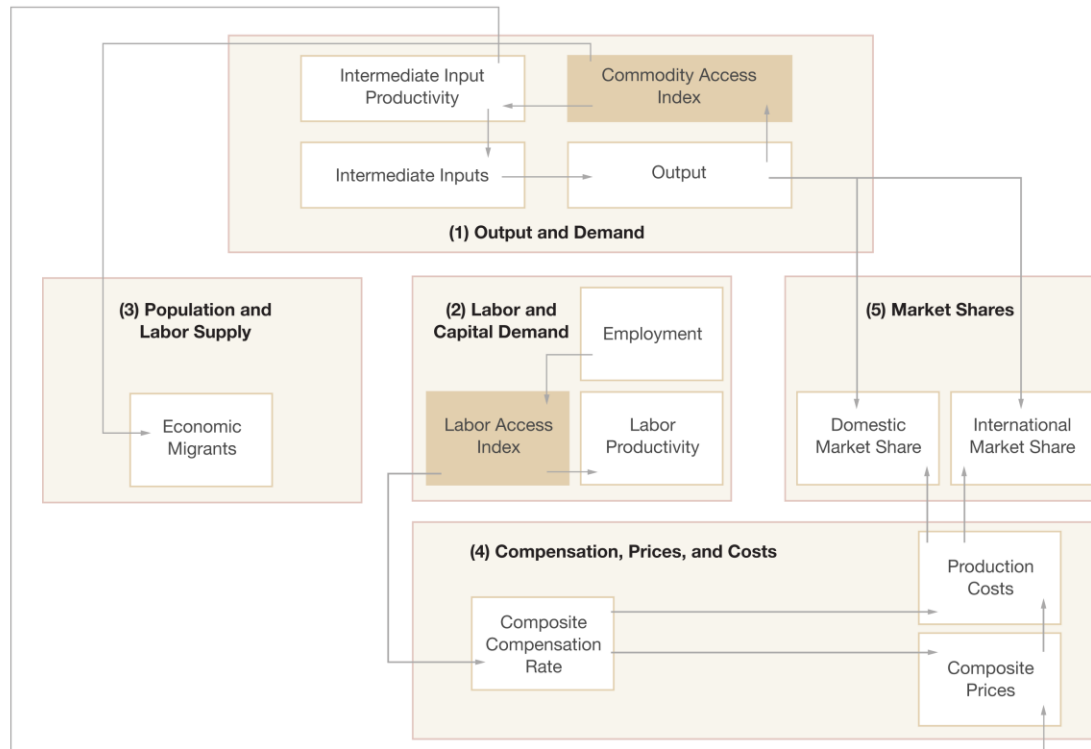 Intermediate Input
Productivity
Commodity Access
Index
Intermediate Inputs
Output
(1) Output and Demand
(3) Population and
Labor Supply
Economic
Migrants
(2) Labor and
Capital Demand
Employment
Labor Access
Index
Labor
Productivity
(5) Market Shares
Domestic
Market Share
International
Market Share
(4) Compensation, Prices, and Costs
Composite
Compensation
Rate
Production
Costs
Composite
Prices